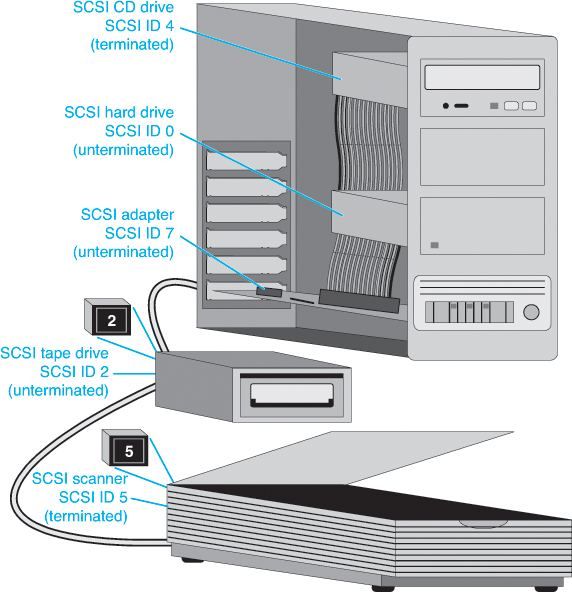 SCSI CD drive
SCSI ID 4
(terminated)
SCSI hard drive
SCSI ID 0
(unterminated)
SCSI adapter
SCSI ID 7
(unterminated)
2
SCSI tape drive
SCSI ID 2
(unterminated)
5
SCSI scanner
SCSI ID 5
(terminated)